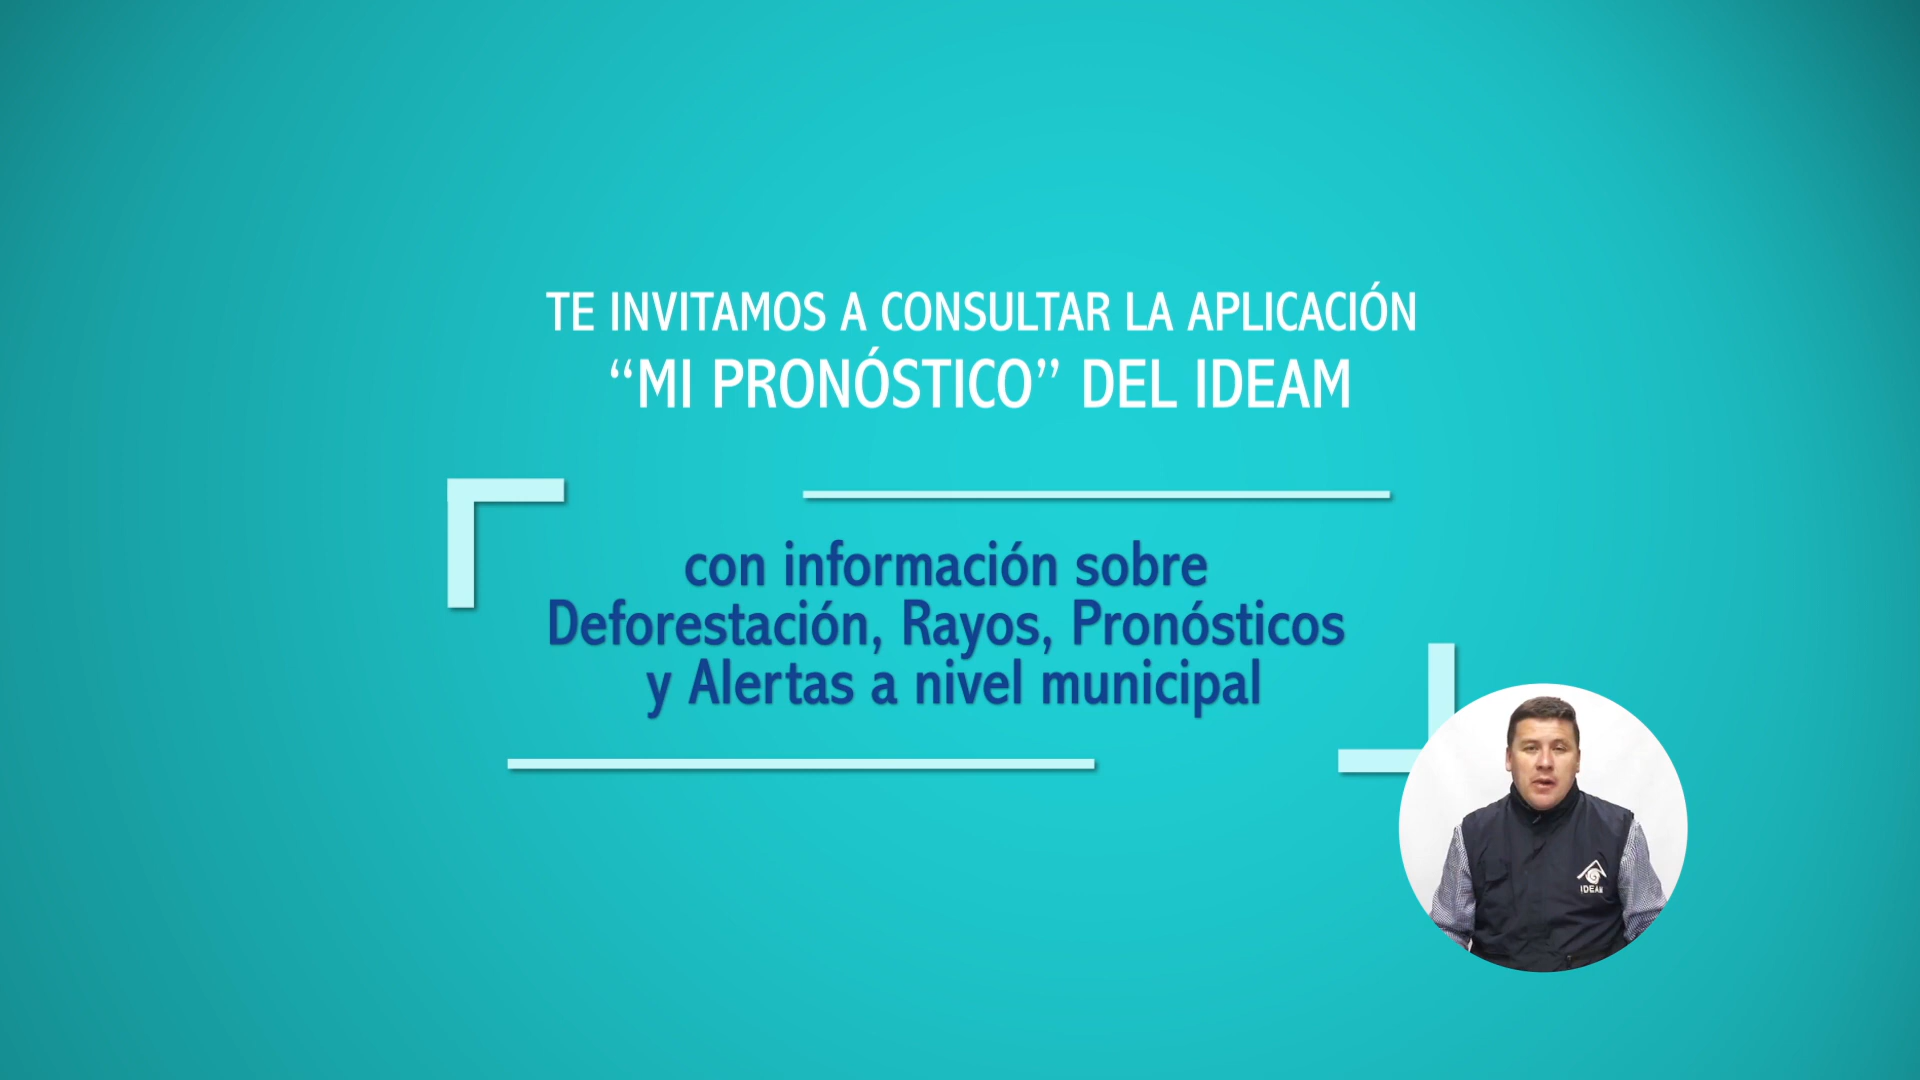 TE INVITAMOS A CONSULTAR LA APLICACIÓN
“MI PRONÓSTICO” DEL IDEAM
con información sobre
Deforestación, Rayos, Pronósticos
y Alertas a nivel municipal
IDEAM